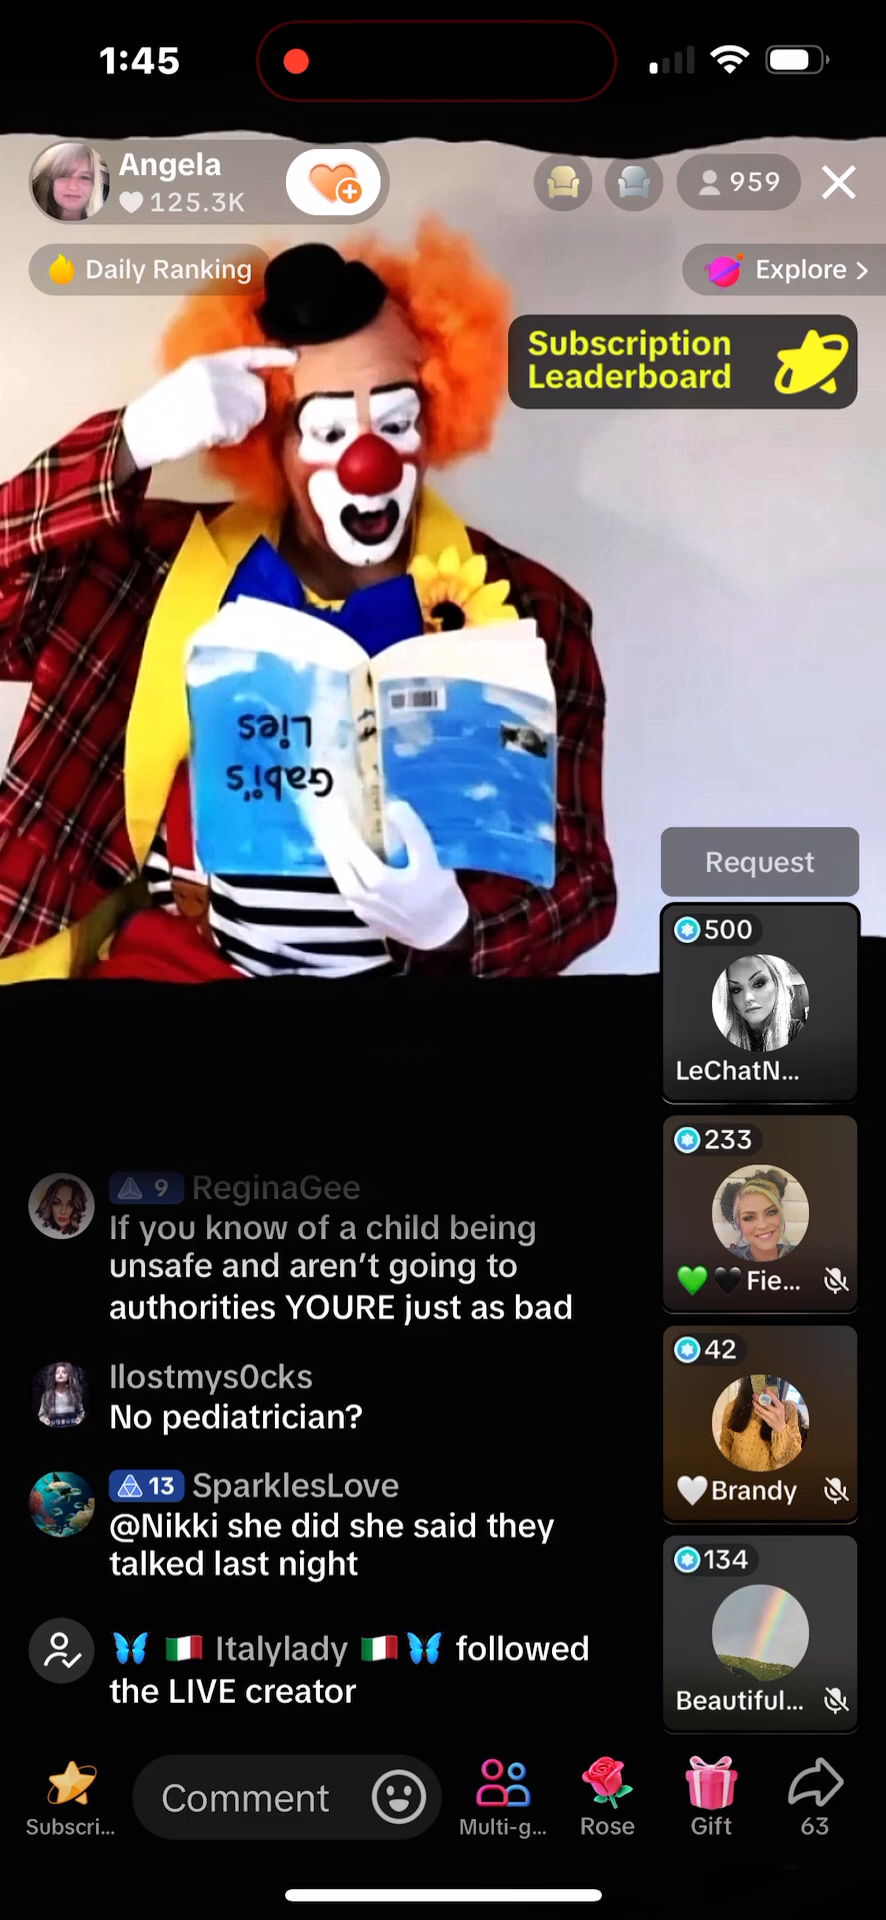 1:45
Angela
125.3K
959
Daily Ranking
Explore >
Subscription
Leaderboard
Gabi's
Lies
Request
500
LeChatN...
233
Fie...
42
Brandy
134
Beautiful...
9 ReginaGee
If you know of a child being
unsafe and aren’t going to
authorities YOURE just as bad
Ilostmys0cks
No pediatrician?
13 SparklesLove
@Nikki she did she said they
talked last night
Italylady followed
the LIVE creator
Subscri...
Comment
Multi-g...
Rose
Gift
63